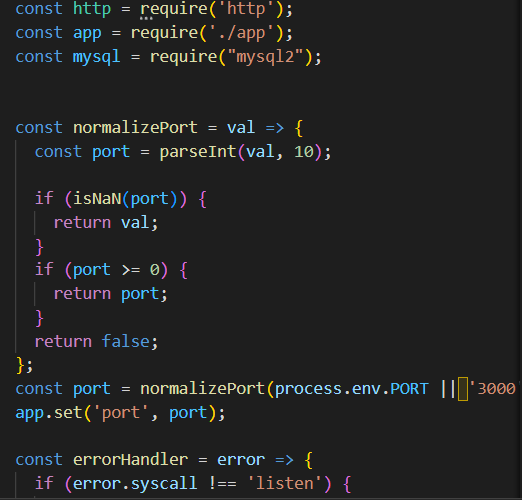 const http = require('http');
const app = require('./app');
const mysql = require("mysql2");
const normalizePort = val => {
  const port = parseInt(val, 10);
  if (isNaN(port)) {
    return val;
  }
  if (port >= 0) {
    return port;
  }
  return false;
};
const port = normalizePort(process.env.PORT || '3000
app.set('port', port);
const errorHandler = error => {
  if (error.syscall !== 'listen') {